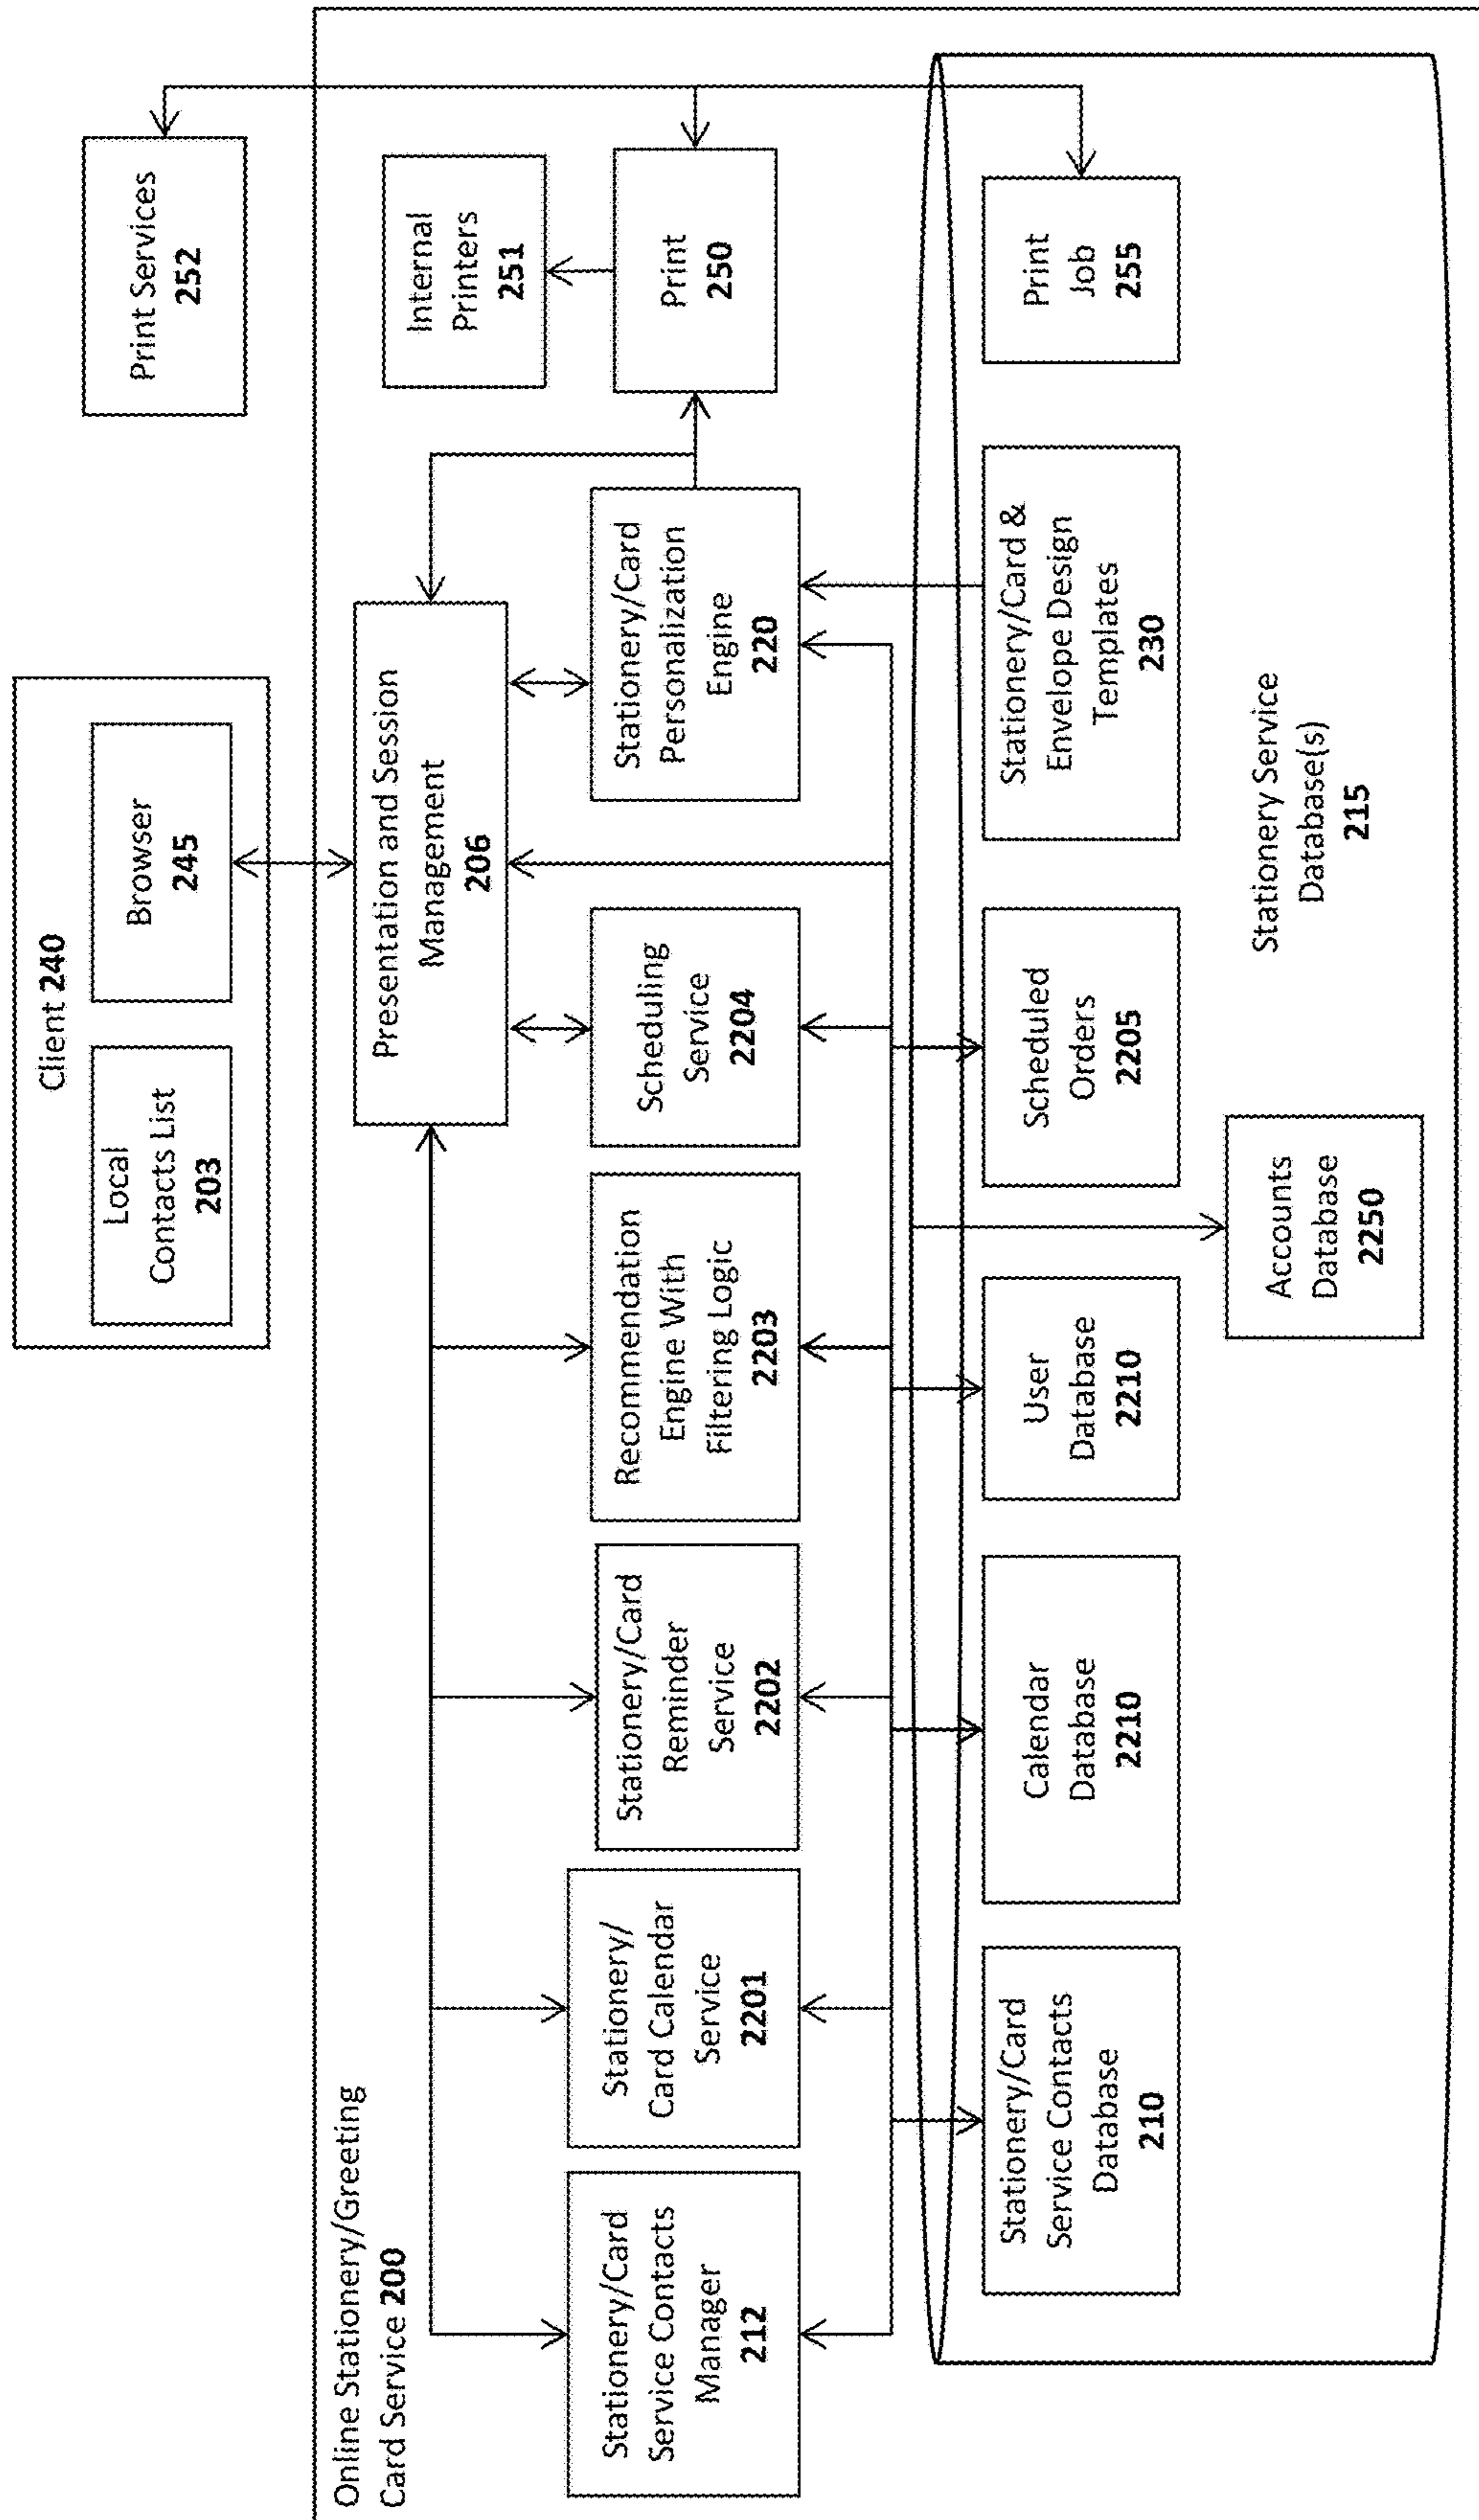 Client 240
Local
Contacts List
203
Browser
245
Print Services
252
Online Stationery/Greeting
Card Service 200
Presentation and Session
Management
206
Internal
Printers
251
Stationery/Card
Service Contacts
Manager
212
Stationery/
Card Calendar
Service
2201
Stationery/Card
Reminder
Service
2202
Recommendation
Engine With
Filtering Logic
2203
Scheduling
Service
2204
Stationery/Card
Personalization
Engine
220
Print
250
Stationery/Card
Service Contacts
Database
210
Calendar
Database
2210
User
Database
2210
Scheduled
Orders
2205
Stationery/Card &
Envelope Design
Templates
230
Print
Job
255
Accounts
Database
2250
Stationery Service
Database(s)
215